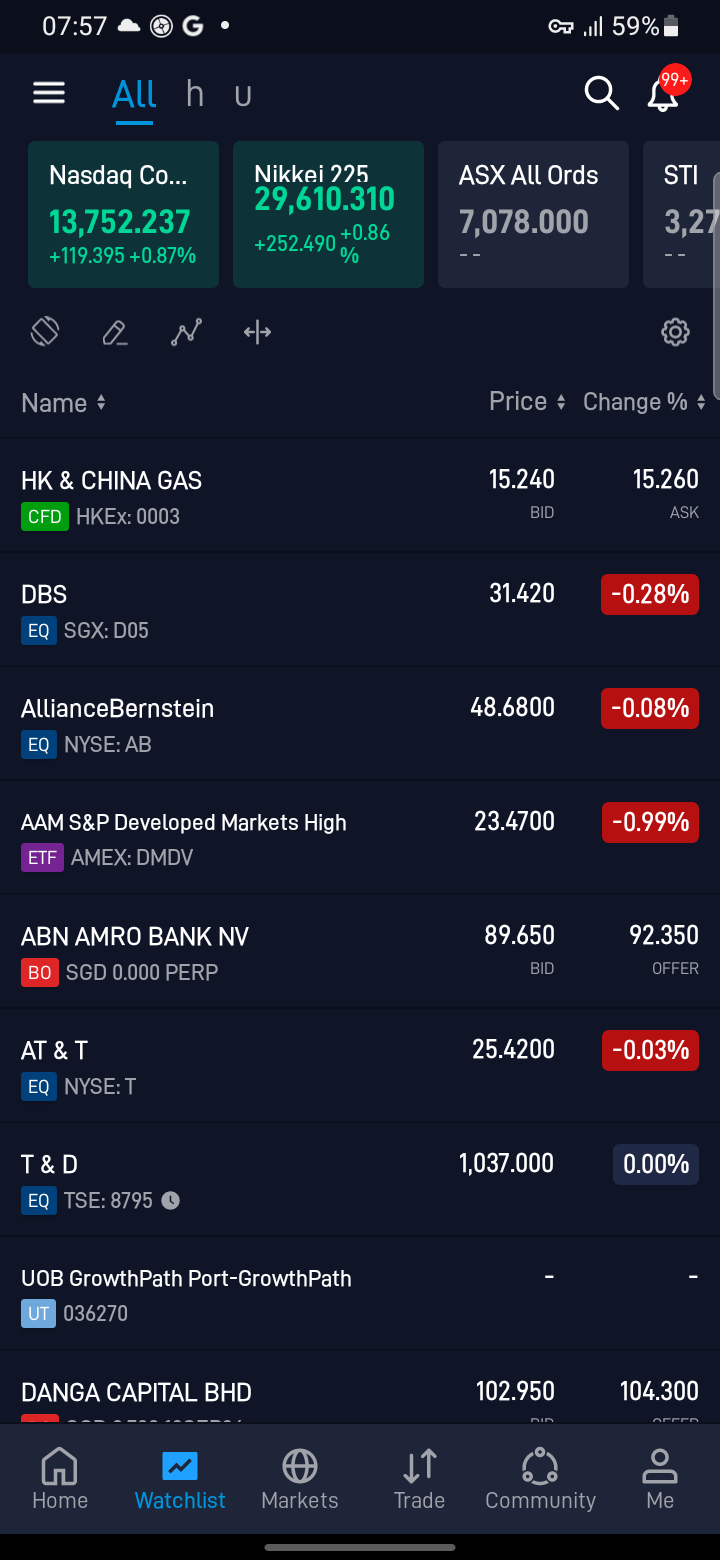 07:57 G 59%
All h u 99+
Nasdaq Co... Nikkei 225 ASX All Ords STI
13,752.237 29,610.310 7,078.000 3,27
+119.395 +0.87% +252.490 +0.86 % -- --
Name Price Change %
HK & CHINA GAS 15.240 15.260
CFD HKEx: 0003 BID ASK
DBS 31.420 -0.28%
EQ SGX: D05
AllianceBernstein 48.6800 -0.08%
EQ NYSE: AB
AAM S&P Developed Markets High 23.4700 -0.99%
ETF AMEX: DMDV
ABN AMRO BANK NV 89.650 92.350
BO SGD 0.000 PERP BID OFFER
AT & T 25.4200 -0.03%
EQ NYSE: T
T & D 1,037.000 0.00%
EQ TSE: 8795
UOB GrowthPath Port-GrowthPath - -
UT 036270
DANGA CAPITAL BHD 102.950 104.300
Home Watchlist Markets Trade Community Me